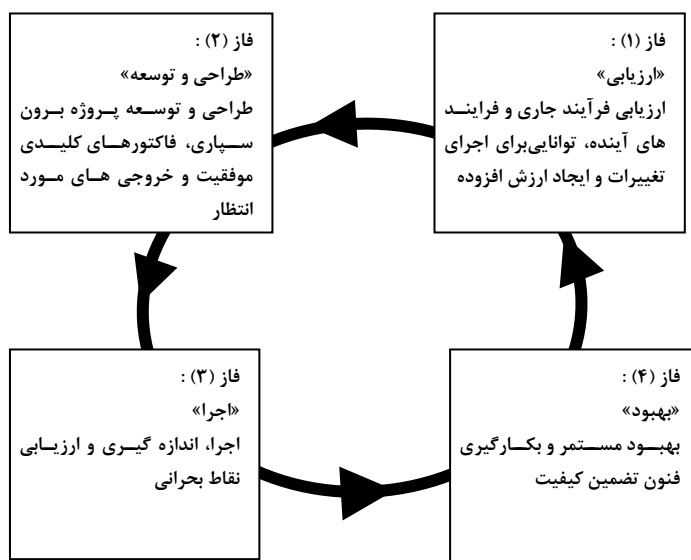 فاز (۱) :
«ارزیابی»
ارزیابی فرآیند جاری و فرایند
های آینده، توانایی‌برای اجرای
تغییرات و ایجاد ارزش افزوده
فاز (۲) :
«طراحی و توسعه»
طراحی و توسعه پروژه برون
سپاری، فاکتورهای کلیدی
موفقیت و خروجی های مورد
انتظار
فاز (۳) :
«اجرا»
اجرا، اندازه گیری و ارزیابی
نقاط بحرانی
فاز (۴) :
«بهبود»
بهبود مستمر و بکارگیری
فنون تضمین کیفیت